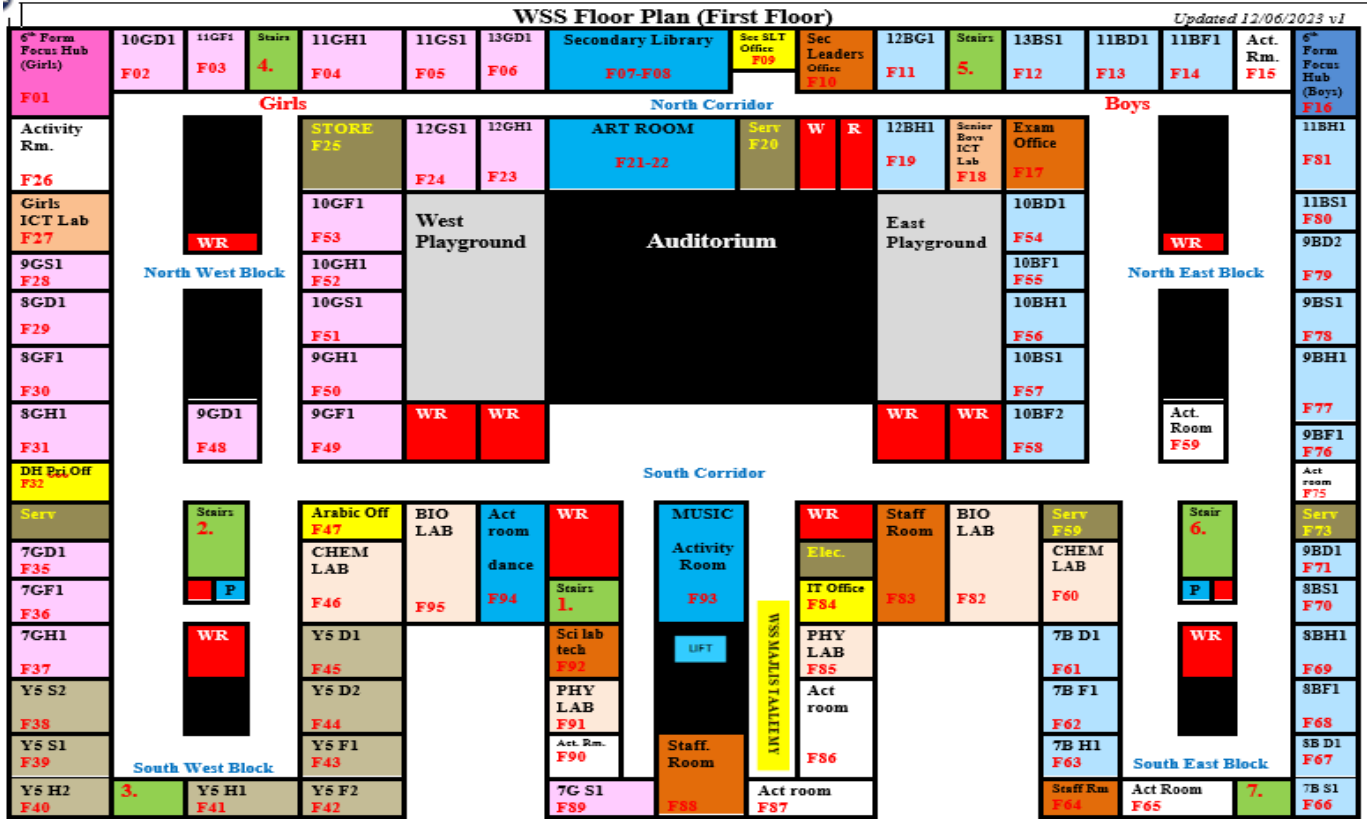 WSS Floor Plan (First Floor)
Updated 12/06/2023 v1
6th Form
Focus Hub
(Girls)
F01
10GD1
F02
11GF1
F03
Stairs
4.
11GH1
F04
11GS1
F05
13GD1
F06
Secondary Library
F07-F08
Sec SLT
Office
F09
Sec
Leaders
Office
F10
12BG1
F11
Stairs
5.
13BS1
F12
11BD1
F13
11BF1
F14
Act.
Rm.
F15
6th
Form
Focus
Hub
(Boys)
F16
Girls
North Corridor
Boys
Activity
Rm.
F26
STORE
F25
12GS1
F24
12GH1
F23
ART ROOM
F21-22
Serv
F20
W
R
12BH1
F19
Senior
Boys
ICT
Lab
F18
Exam
Office
F17
11BH1
F81
Girls
ICT Lab
F27
WR
10GF1
F53
West
Playground
Auditorium
East
Playground
10BD1
F54
WR
11BS1
F80
9BD2
F79
9GS1
F28
North West Block
10GH1
F52
10BF1
F55
North East Block
8GD1
F29
10GS1
F51
10BH1
F56
9BS1
F78
8GF1
F30
9GH1
F50
10BS1
F57
9BH1
F77
8GH1
F31
9GD1
F48
9GF1
F49
WR
WR
WR
WR
10BF2
F58
Act.
Room
F59
9BF1
F76
DH Pri Off
F32
South Corridor
Act
room
F75
Serv
Stairs
2.
Arabic Off
F47
BIO
LAB
F95
Act
room
dance
F94
WR
MUSIC
Activity
Room
F93
WR
Staff
Room
F83
BIO
LAB
F82
Serv
F59
Stair
6.
Serv
F73
7GD1
F35
CHEM
LAB
F46
Elec.
CHEM
LAB
F60
9BD1
F71
7GF1
F36
P
Stairs
1.
IT Office
F84
P
8BS1
F70
7GH1
F37
WR
Y5 D1
F45
Sci lab
tech
F92
LIFT
WSS MAJLIS TAALEEMY
PHY
LAB
F85
7B D1
F61
WR
8BH1
F69
Y5 S2
F38
Y5 D2
F44
PHY
LAB
F91
Act
room
F86
7B F1
F62
8BF1
F68
Y5 S1
F39
South West Block
Y5 F1
F43
Act. Rm.
F90
Staff.
Room
F88
7B H1
F63
South East Block
8B D1
F67
Y5 H2
F40
3.
Y5 H1
F41
Y5 F2
F42
7G S1
F89
Act room
F87
Staff Rm
F64
Act Room
F65
7.
7B S1
F66